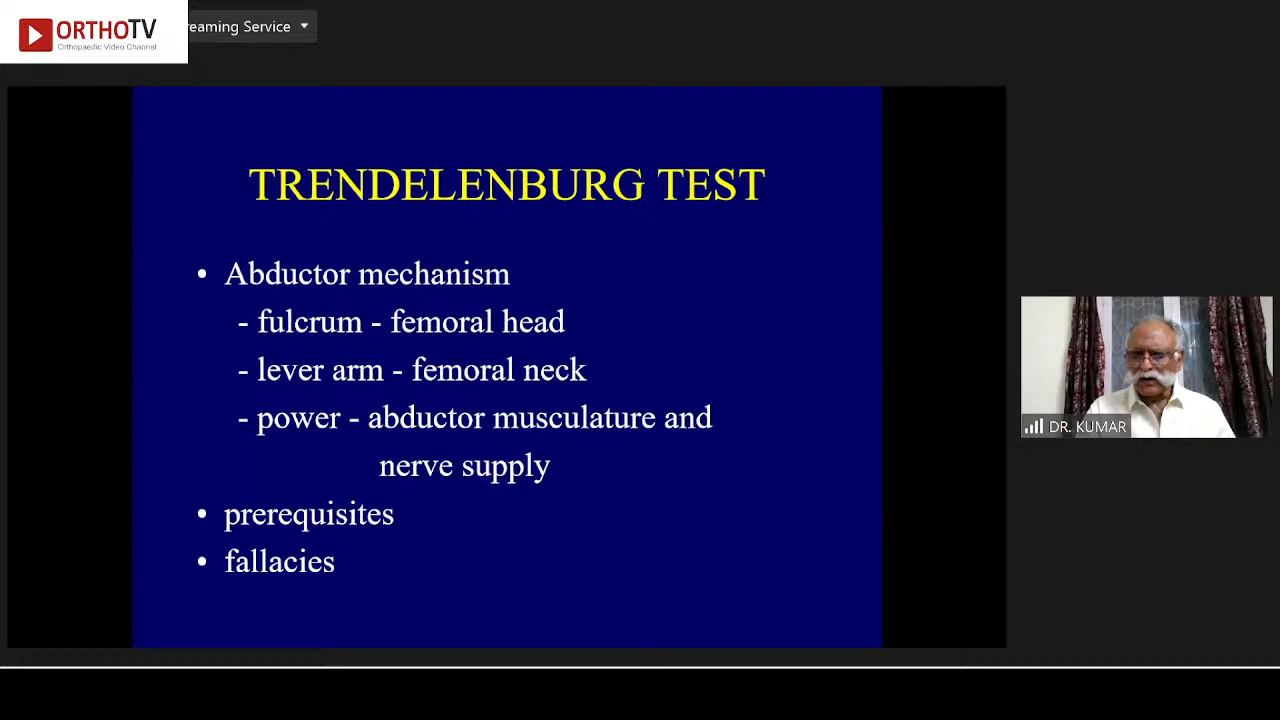 ORTHOTV
Orthopaedic Video Channel
reaming Service
TRENDELENBURG TEST
• Abductor mechanism
- fulcrum - femoral head
- lever arm - femoral neck
- power - abductor musculature and
nerve supply
• prerequisites
• fallacies
DR. KUMAR